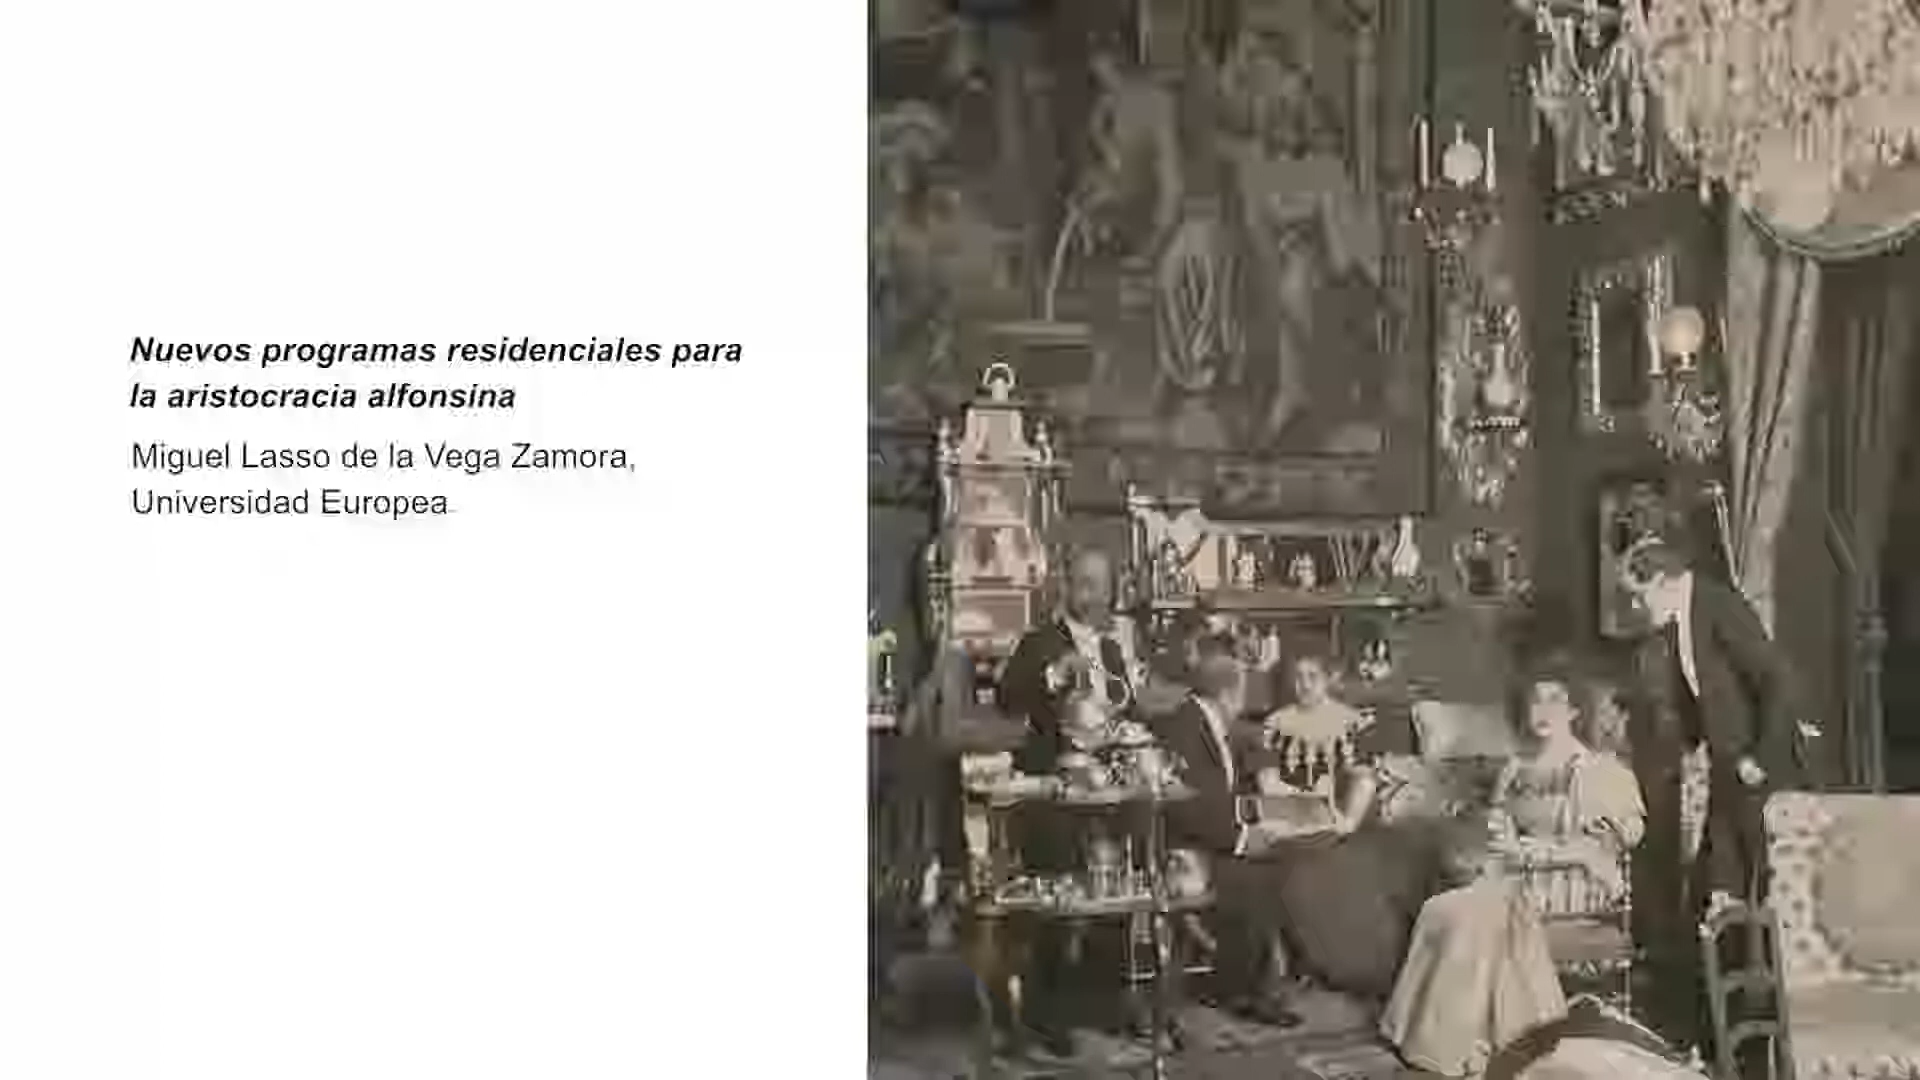 Nuevos programas residenciales para
la aristocracia alfonsina
Miguel Lasso de la Vega Zamora,
Universidad Europea